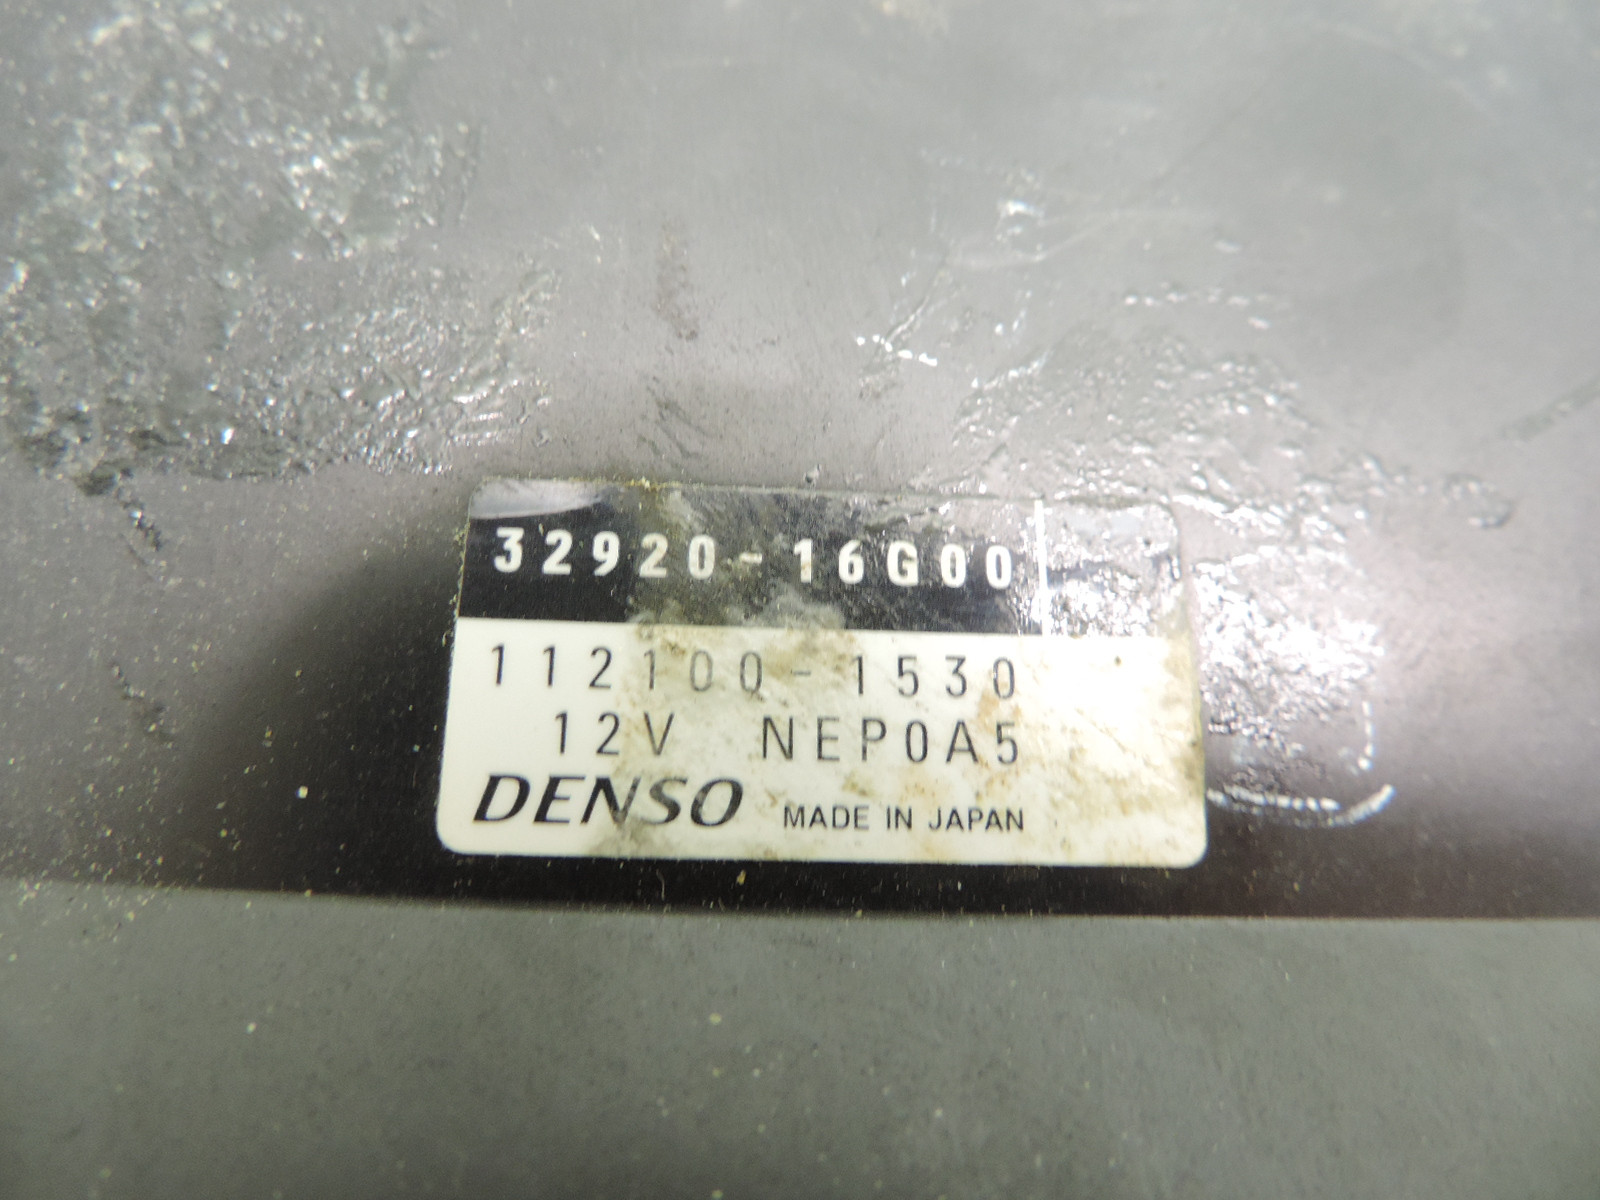 32920-16G00
112100-1530
12V NEP0A5
DENSO MADE IN JAPAN